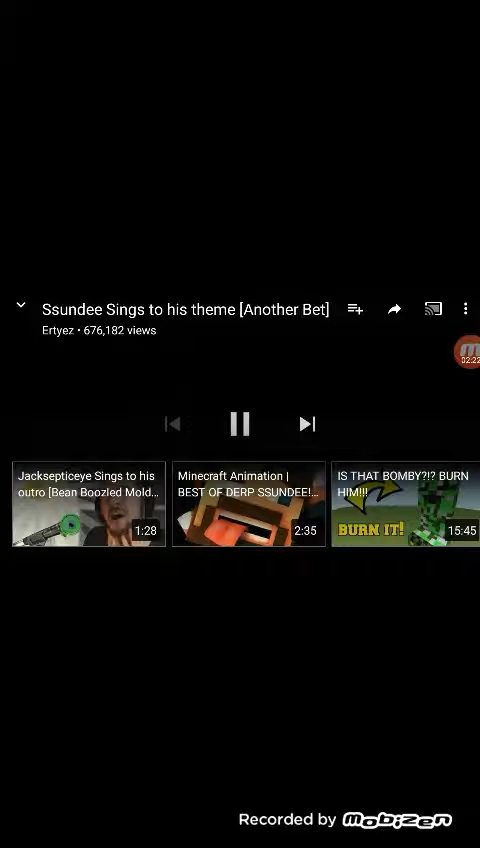 Ssundee Sings to his theme [Another Bet]
Ertyez • 676,182 views
02:22
Jacksepticeye Sings to his
outro [Bean Boozled Mold...
1:28
Minecraft Animation |
BEST OF DERP SSUNDEE!...
2:35
IS THAT BOMBY?!? BURN
HIM!!!
BURN IT!
15:45
Recorded by Mobizen